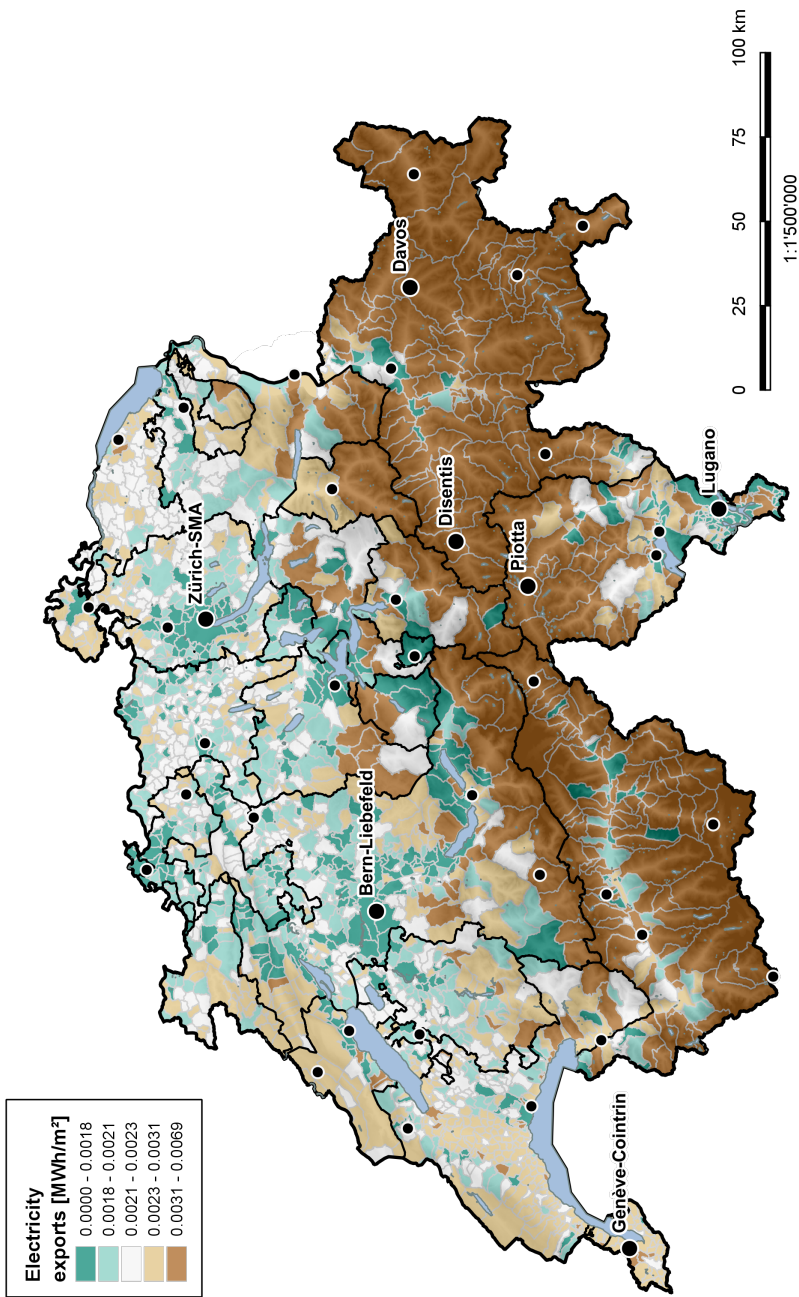 Electricity
exports [MWh/m²]
0.0000 - 0.0018
0.0018 - 0.0021
0.0021 - 0.0023
0.0023 - 0.0031
0.0031 - 0.0069
Zürich-SMA
Bern-Liebefeld
Davos
Disentis
Piotta
Lugano
Genève-Cointrin
0 25 50 75 100 km
1:1'500'000